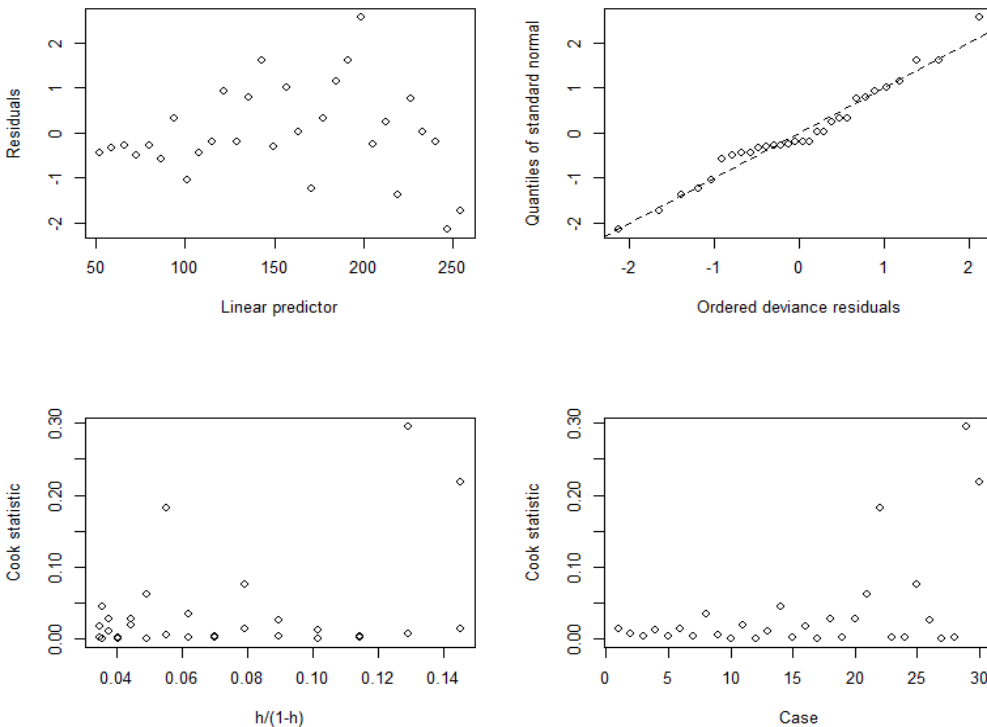 Residuals
2
1
0
-1
-2
50 100 150 200 250
Linear predictor
Quantiles of standard normal
2
1
0
-1
-2
-2 -1 0 1 2
Ordered deviance residuals
Cook statistic
0.30
0.20
0.10
0.00
0.04 0.06 0.08 0.10 0.12 0.14
h/(1-h)
Cook statistic
0.30
0.20
0.10
0.00
0 5 10 15 20 25 30
Case